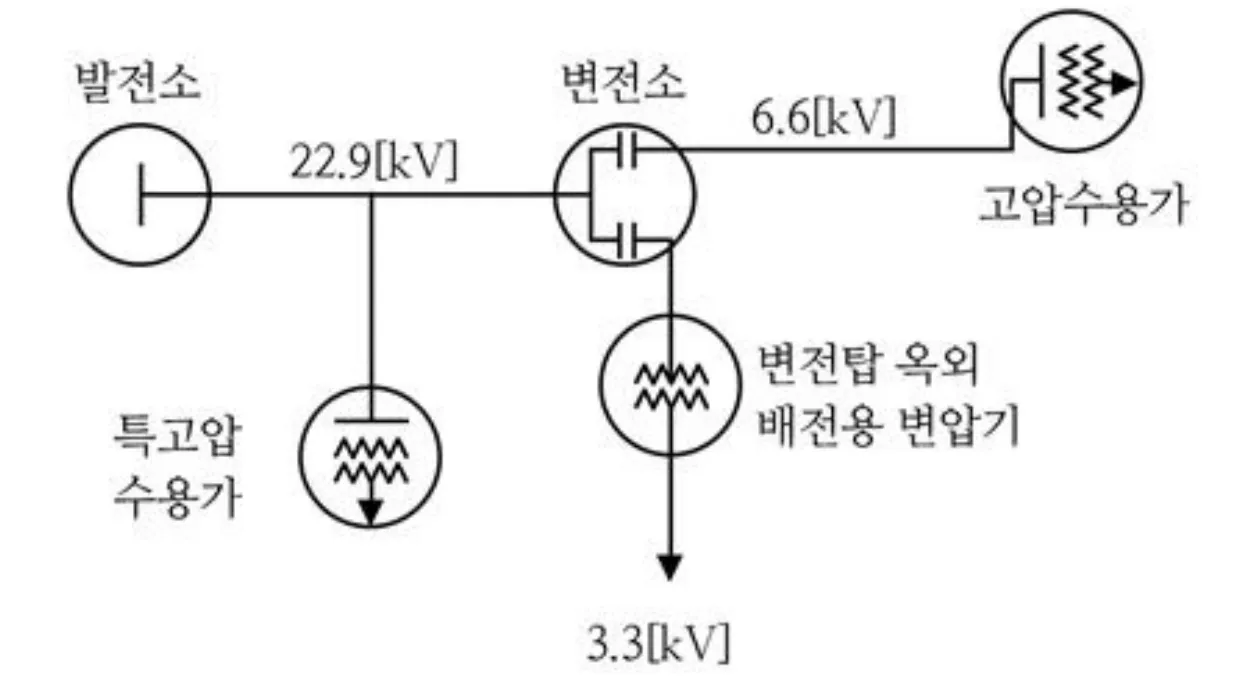 발전소
변전소
6.6[kV]
22.9[kV]
고압수용가
변전탑 옥외
배전용 변압기
특고압
수용가
3.3[kV]